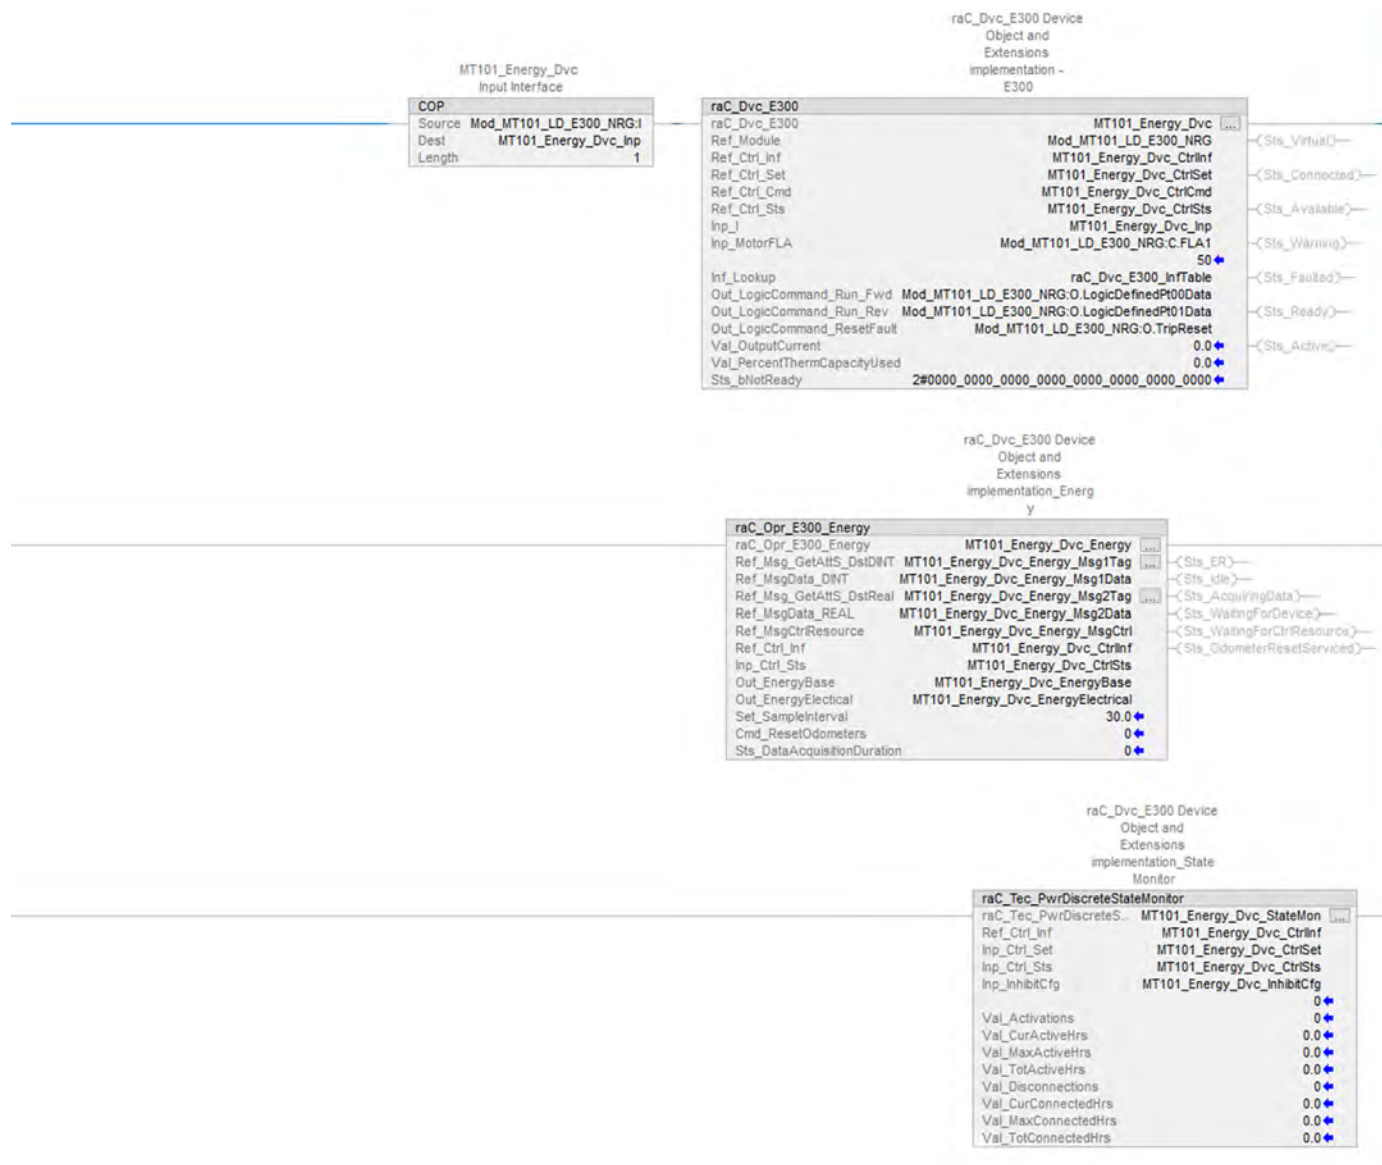 raC_Dvc_E300 Device
Object and
Extensions
implementation -
E300
MT101_Energy_Dvc
Input Interface
COP
Source Mod_MT101_LD_E300_NRG:I
Dest MT101_Energy_Dvc_Inp
Length 1
raC_Dvc_E300
raC_Dvc_E300 MT101_Energy_Dvc ...
Ref_Module Mod_MT101_LD_E300_NRG (Sts_Virtual)
Ref_Ctrl_Inf MT101_Energy_Dvc_CtrlInf
Ref_Ctrl_Set MT101_Energy_Dvc_CtrlSet (Sts_Connected)
Ref_Ctrl_Cmd MT101_Energy_Dvc_CtrlCmd
Ref_Ctrl_Sts MT101_Energy_Dvc_CtrlSts (Sts_Available)
Inp_I MT101_Energy_Dvc_Inp
Inp_MotorFLA Mod_MT101_LD_E300_NRG:C.FLA1 (Sts_Warning)
50
Inf_Lookup raC_Dvc_E300_InfTable (Sts_Faulted)
Out_LogicCommand_Run_Fwd Mod_MT101_LD_E300_NRG:O.LogicDefinedPt00Data
Out_LogicCommand_Run_Rev Mod_MT101_LD_E300_NRG:O.LogicDefinedPt01Data (Sts_Ready)
Out_LogicCommand_ResetFault Mod_MT101_LD_E300_NRG:O.TripReset
Val_OutputCurrent 0.0 (Sts_Active)
Val_PercentThermCapacityUsed 0.0
Sts_bNotReady 2#0000_0000_0000_0000_0000_0000_0000_0000
raC_Dvc_E300 Device
Object and
Extensions
implementation_Energ
y
raC_Opr_E300_Energy
raC_Opr_E300_Energy MT101_Energy_Dvc_Energy ...
Ref_Msg_GetAttS_DstDINT MT101_Energy_Dvc_Energy_Msg1Tag ... (Sts_ER)
Ref_MsgData_DINT MT101_Energy_Dvc_Energy_Msg1Data (Sts_Idle)
Ref_Msg_GetAttS_DstReal MT101_Energy_Dvc_Energy_Msg2Tag ... (Sts_AcquiringData)
Ref_MsgData_REAL MT101_Energy_Dvc_Energy_Msg2Data (Sts_WaitingForDevice)
Ref_MsgCtrlResource MT101_Energy_Dvc_Energy_MsgCtrl (Sts_WaitingForCtrlResource)
Ref_Ctrl_Inf MT101_Energy_Dvc_CtrlInf (Sts_OdometerResetServiced)
Inp_Ctrl_Sts MT101_Energy_Dvc_CtrlSts
Out_EnergyBase MT101_Energy_Dvc_EnergyBase
Out_EnergyElectical MT101_Energy_Dvc_EnergyElectrical
Set_SampleInterval 30.0
Cmd_ResetOdometers 0
Sts_DataAcquisitionDuration 0
raC_Dvc_E300 Device
Object and
Extensions
implementation_State
Monitor
raC_Tec_PwrDiscreteStateMonitor
raC_Tec_PwrDiscreteS... MT101_Energy_Dvc_StateMon ...
Ref_Ctrl_Inf MT101_Energy_Dvc_CtrlInf
Inp_Ctrl_Set MT101_Energy_Dvc_CtrlSet
Inp_Ctrl_Sts MT101_Energy_Dvc_CtrlSts
Inp_InhibitCfg MT101_Energy_Dvc_InhibitCfg
0
Val_Activations 0
Val_CurActiveHrs 0.0
Val_MaxActiveHrs 0.0
Val_TotActiveHrs 0.0
Val_Disconnections 0
Val_CurConnectedHrs 0.0
Val_MaxConnectedHrs 0.0
Val_TotConnectedHrs 0.0